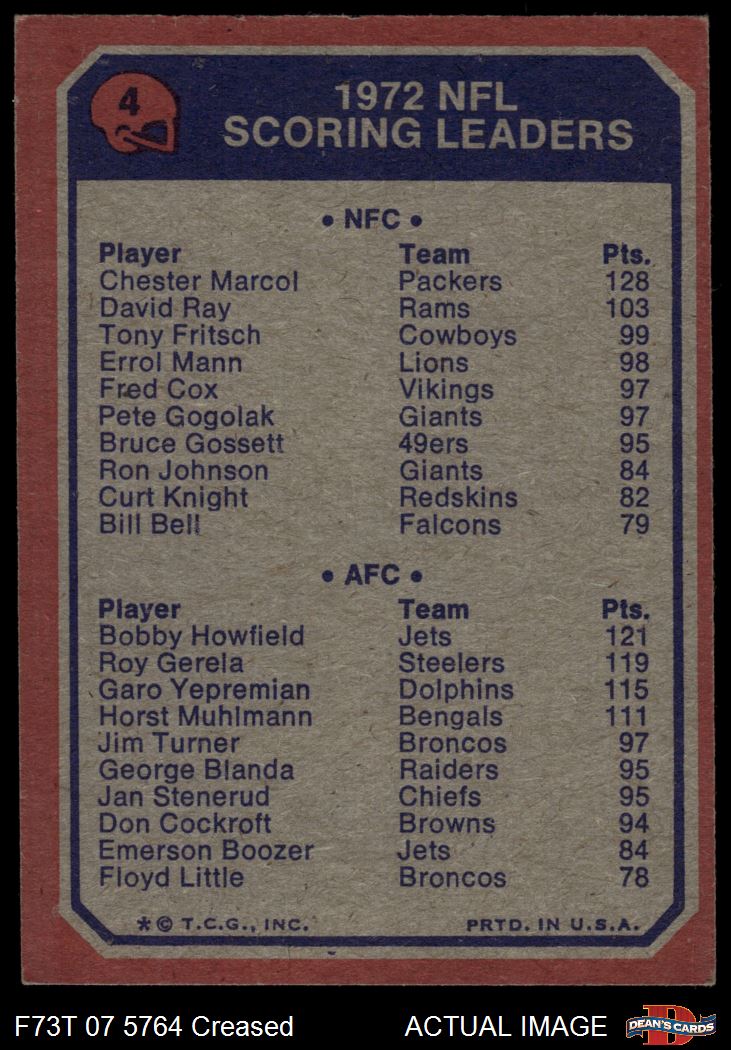 4
1972 NFL
SCORING LEADERS
• NFC •
Player Team Pts.
Chester Marcol Packers 128
David Ray Rams 103
Tony Fritsch Cowboys 99
Errol Mann Lions 98
Fred Cox Vikings 97
Pete Gogolak Giants 97
Bruce Gossett 49ers 95
Ron Johnson Giants 84
Curt Knight Redskins 82
Bill Bell Falcons 79
• AFC •
Player Team Pts.
Bobby Howfield Jets 121
Roy Gerela Steelers 119
Garo Yepremian Dolphins 115
Horst Muhlmann Bengals 111
Jim Turner Broncos 97
George Blanda Raiders 95
Jan Stenerud Chiefs 95
Don Cockroft Browns 94
Emerson Boozer Jets 84
Floyd Little Broncos 78
* © T.C.G., INC. PRTD. IN U.S.A.
F73T 07 5764 Creased ACTUAL IMAGE D DEAN'S CARDS